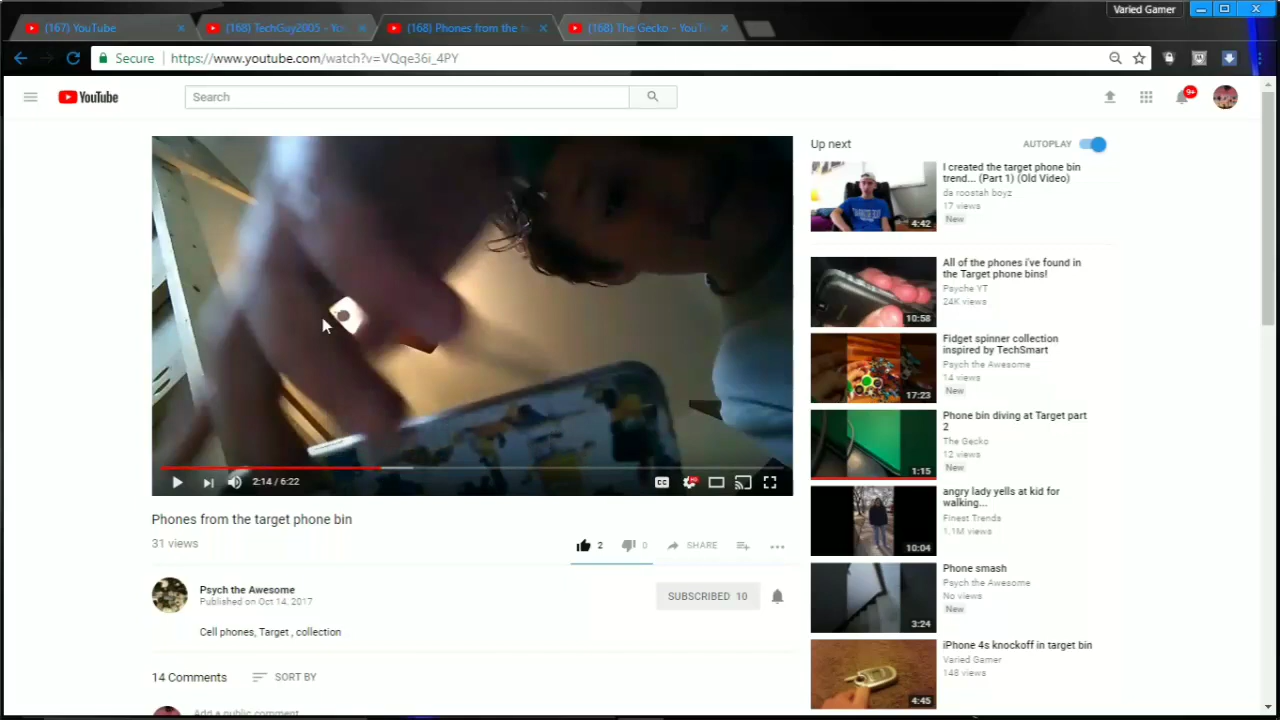 Varied Gamer
(167) YouTube
(168) TechGuy2005 - Yo
(168) Phones from the t
(168) The Gecko - YouT
Secure
https://www.youtube.com/watch?v=VQqe36i_4PY
YouTube
Search
9+
Up next
AUTOPLAY
I created the target phone bin
trend... (Part 1) (Old Video)
da roostah boyz
17 views
New
4:42
All of the phones i've found in
the Target phone bins!
Psyche YT
24K views
10:58
Fidget spinner collection
inspired by TechSmart
Psych the Awesome
14 views
New
17:23
Phone bin diving at Target part
2
The Gecko
12 views
New
1:15
angry lady yells at kid for
walking...
Finest Trends
1.1M views
10:04
Phone smash
Psych the Awesome
No views
New
3:24
iPhone 4s knockoff in target bin
Varied Gamer
148 views
4:45
2:14 / 6:22
CC
Phones from the target phone bin
31 views
2
0
SHARE
Psych the Awesome
Published on Oct 14, 2017
SUBSCRIBED 10
Cell phones, Target , collection
14 Comments
SORT BY
Add a public comment